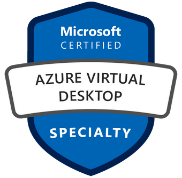 Microsoft
CERTIFIED
AZURE VIRTUAL
DESKTOP
SPECIALTY